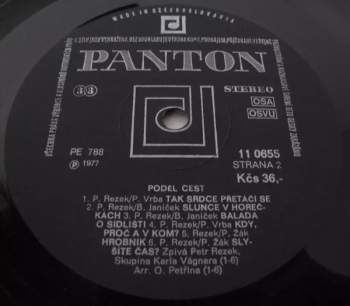 MADE IN CZECHOSLOVAKIA
PANTON
33
STEREO
OSA
OSVU
PE 788
℗ 1977
11 0655
STRANA 2
Kčs 36,-
PODEL CEST
1. P. Rezek/P. Vrba TAK SRDCE PŘETÁČÍ SE
2. P. Rezek/B. Janíček SLUNCE V HOREČ-
KÁCH 3. P. Rezek/B. Janíček BALADA
O SÍDLIŠTI 4. P. Rezek/P. Vrba KDY,
PROČ A V KOM? 5. P. Rezek/P. Žák
HROBNÍK 6. P. Rezek/P. Žák SLY-
ŠÍTE ČAS? Zpívá Petr Rezek,
Skupina Karla Vágnera (1-6)
Arr. O. Petřina (1-6)